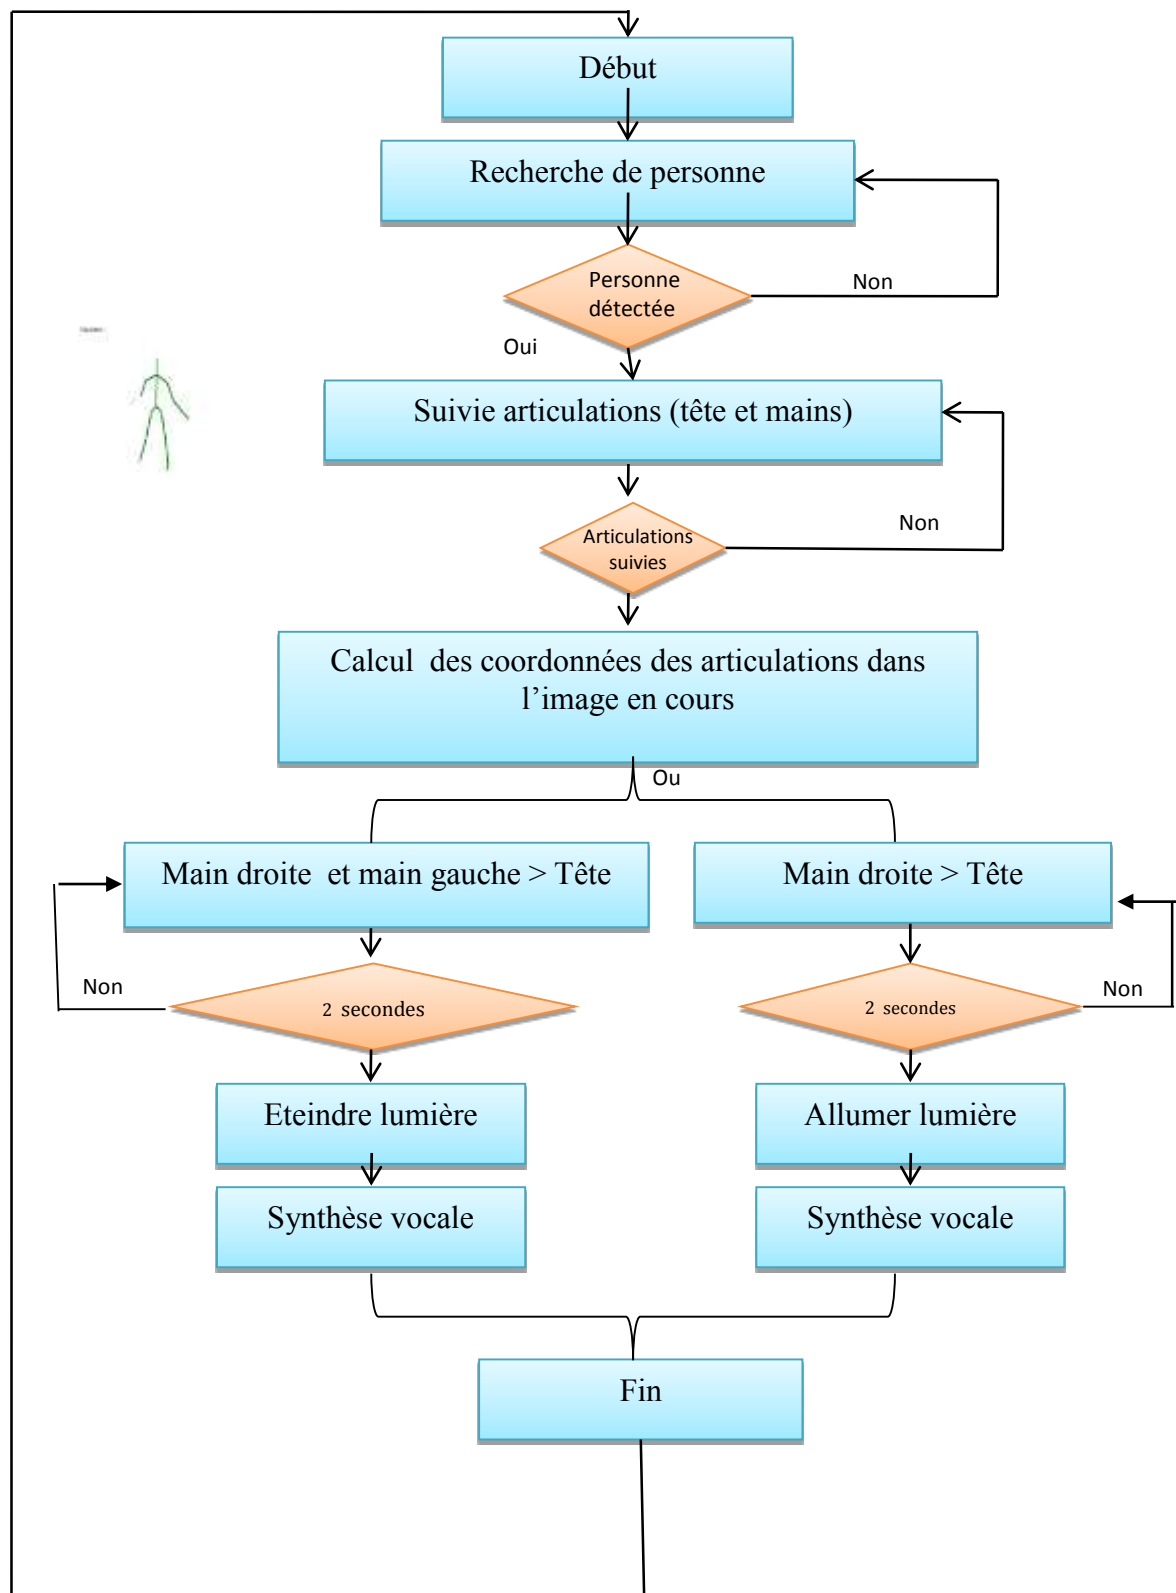 Début
Recherche de personne
Personne
détectée
Non
Oui
Suivie articulations (tête et mains)
Articulations
suivies
Non
Calcul des coordonnées des articulations dans
l’image en cours
Ou
Main droite et main gauche > Tête
Main droite > Tête
Non
2 secondes
2 secondes
Non
Eteindre lumière
Allumer lumière
Synthèse vocale
Synthèse vocale
Fin